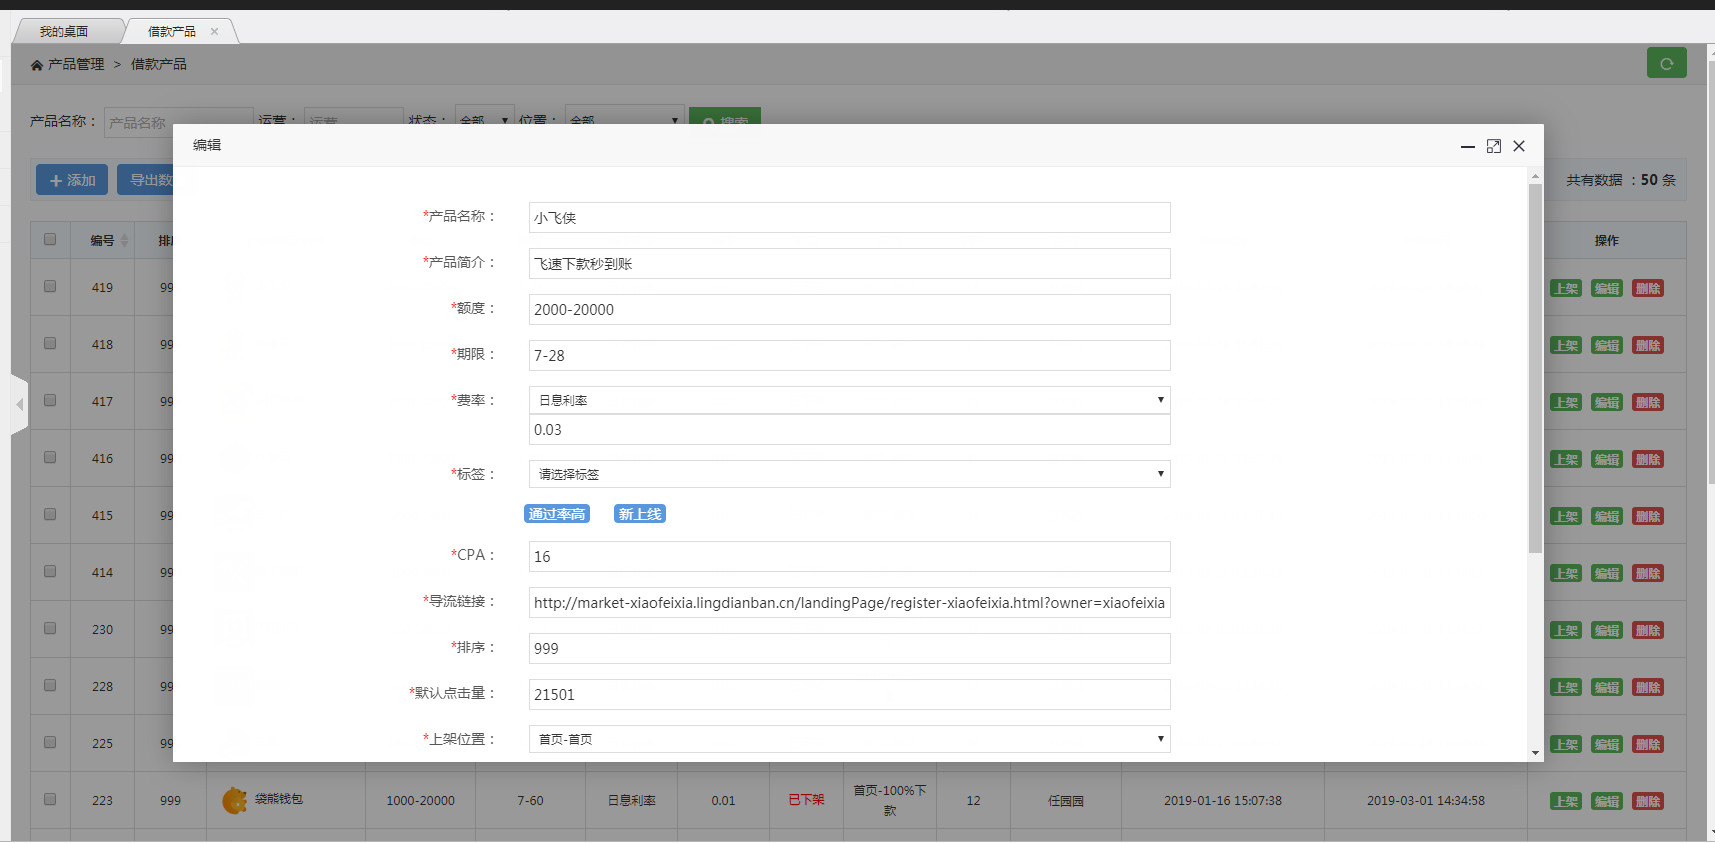 我的桌面
借款产品
产品管理 > 借款产品
产品名称：
产品名称
运营：
运营
状态：
全部
位置：
全部
搜索
编辑
添加
导出数
共有数据 ：50 条
编号
操作
419
99
上架 编辑 删除
418
99
上架 编辑 删除
417
99
上架 编辑 删除
416
99
上架 编辑 删除
415
99
上架 编辑 删除
414
99
上架 编辑 删除
230
99
上架 编辑 删除
228
99
上架 编辑 删除
225
99
上架 编辑 删除
*产品名称：
小飞侠
*产品简介：
飞速下款秒到账
*额度：
2000-20000
*期限：
7-28
*费率：
日息利率
0.03
*标签：
请选择标签
通过率高 新上线
*CPA：
16
*导流链接：
http://market-xiaofeixia.lingdianban.cn/landingPage/register-xiaofeixia.html?owner=xiaofeixia
*排序：
999
*默认点击量：
21501
*上架位置：
首页-首页
223
999
袋熊钱包
1000-20000
7-60
日息利率
0.01
已下架
首页-100%下
款
12
任园园
2019-01-16 15:07:38
2019-03-01 14:34:58
上架 编辑 删除